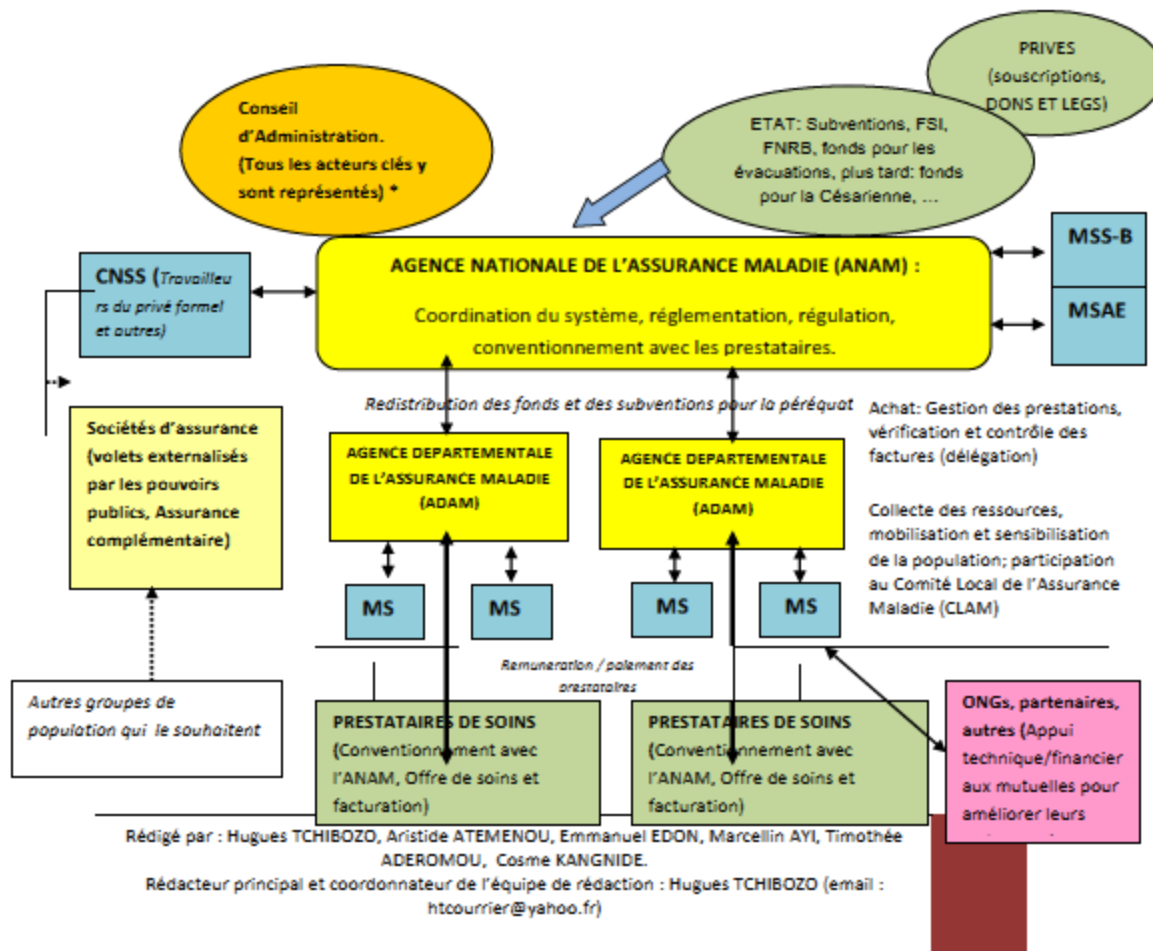 PRIVES
(souscriptions,
DONS ET LEGS)
Conseil
d'Administration.
(Tous les acteurs clés y
sont représentés) *
ETAT: Subventions, FSI,
FNRB, fonds pour les
évacuations, plus tard: fonds
pour la Césarienne, ...
CNSS (Travailleu
rs du privé formel
et autres)
AGENCE NATIONALE DE L'ASSURANCE MALADIE (ANAM) :
Coordination du système, réglementation, régulation,
conventionnement avec les prestataires.
MSS-B
MSAE
Redistribution des fonds et des subventions pour la péréquat
Sociétés d'assurance
(volets externalisés
par les pouvoirs
publics, Assurance
complémentaire)
AGENCE DEPARTEMENTALE
DE L'ASSURANCE MALADIE
(ADAM)
AGENCE DEPARTEMENTALE
DE L'ASSURANCE MALADIE
(ADAM)
Achat: Gestion des prestations,
vérification et contrôle des
factures (délégation)
Collecte des ressources,
mobilisation et sensibilisation
de la population; participation
au Comité Local de l'Assurance
Maladie (CLAM)
MS
MS
MS
MS
Remuneration / paiement des
prestataires
Autres groupes de
population qui le souhaitent
PRESTATAIRES DE SOINS
(Conventionnement avec
l'ANAM, Offre de soins et
facturation)
PRESTATAIRES DE SOINS
(Conventionnement avec
l'ANAM, Offre de soins et
facturation)
ONGs, partenaires,
autres (Appui
technique/financier
aux mutuelles pour
améliorer leurs
Rédigé par : Hugues TCHIBOZO, Aristide ATEMENOU, Emmanuel EDON, Marcellin AYI, Timothée
ADEROMOU, Cosme KANGNIDE.
Rédacteur principal et coordonnateur de l'équipe de rédaction : Hugues TCHIBOZO (email :
htcourrier@yahoo.fr)